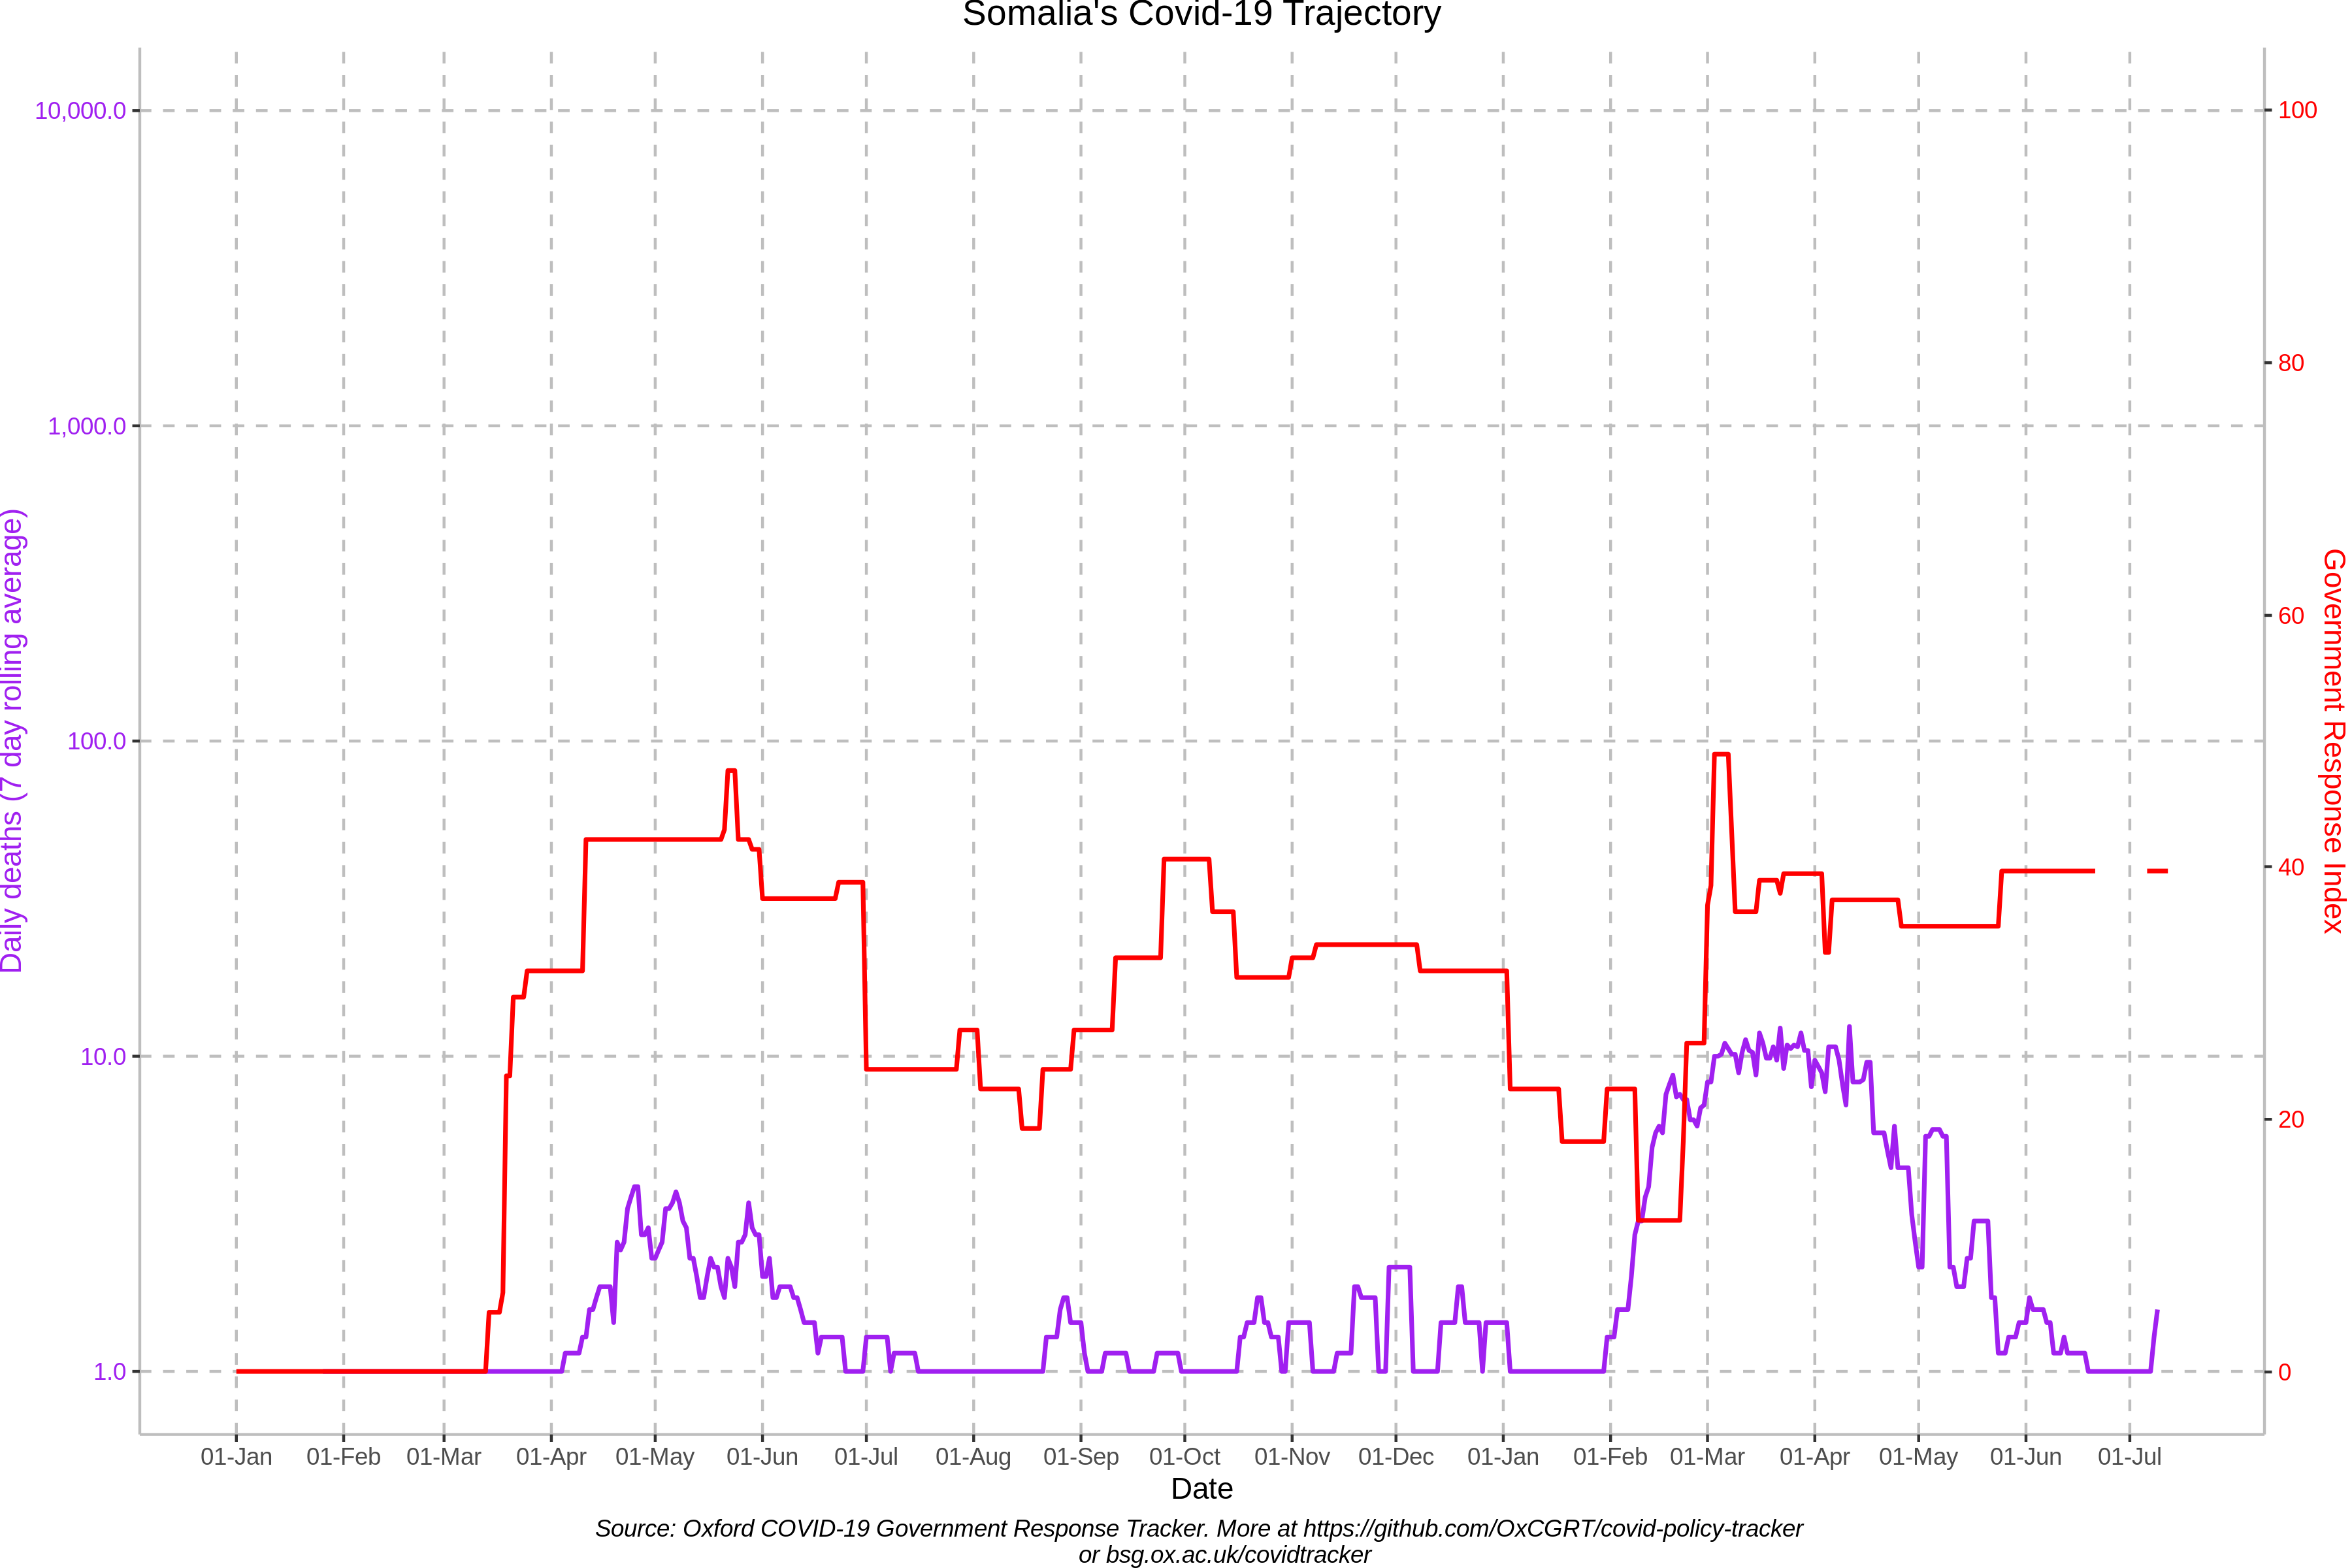 Somalia's Covid-19 Trajectory
10,000.0
1,000.0
100.0
10.0
1.0
Daily deaths (7 day rolling average)
100
80
60
40
20
0
Government Response Index
01-Jan 01-Feb 01-Mar 01-Apr 01-May 01-Jun 01-Jul 01-Aug 01-Sep 01-Oct 01-Nov 01-Dec 01-Jan 01-Feb 01-Mar 01-Apr 01-May 01-Jun 01-Jul
Date
Source: Oxford COVID-19 Government Response Tracker. More at https://github.com/OxCGRT/covid-policy-tracker
or bsg.ox.ac.uk/covidtracker